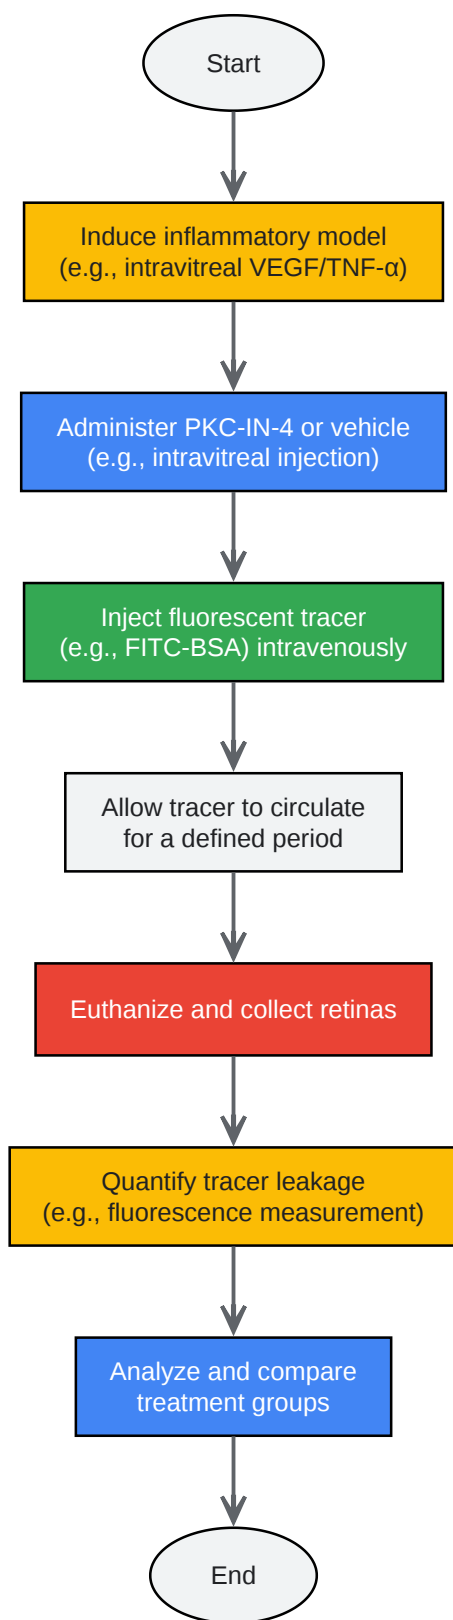 Start
Induce inflammatory model
(e.g., intravitreal VEGF/TNF-α)
Administer PKC-IN-4 or vehicle
(e.g., intravitreal injection)
Inject fluorescent tracer
(e.g., FITC-BSA) intravenously
Allow tracer to circulate
for a defined period
Euthanize and collect retinas
Quantify tracer leakage
(e.g., fluorescence measurement)
Analyze and compare
treatment groups
End